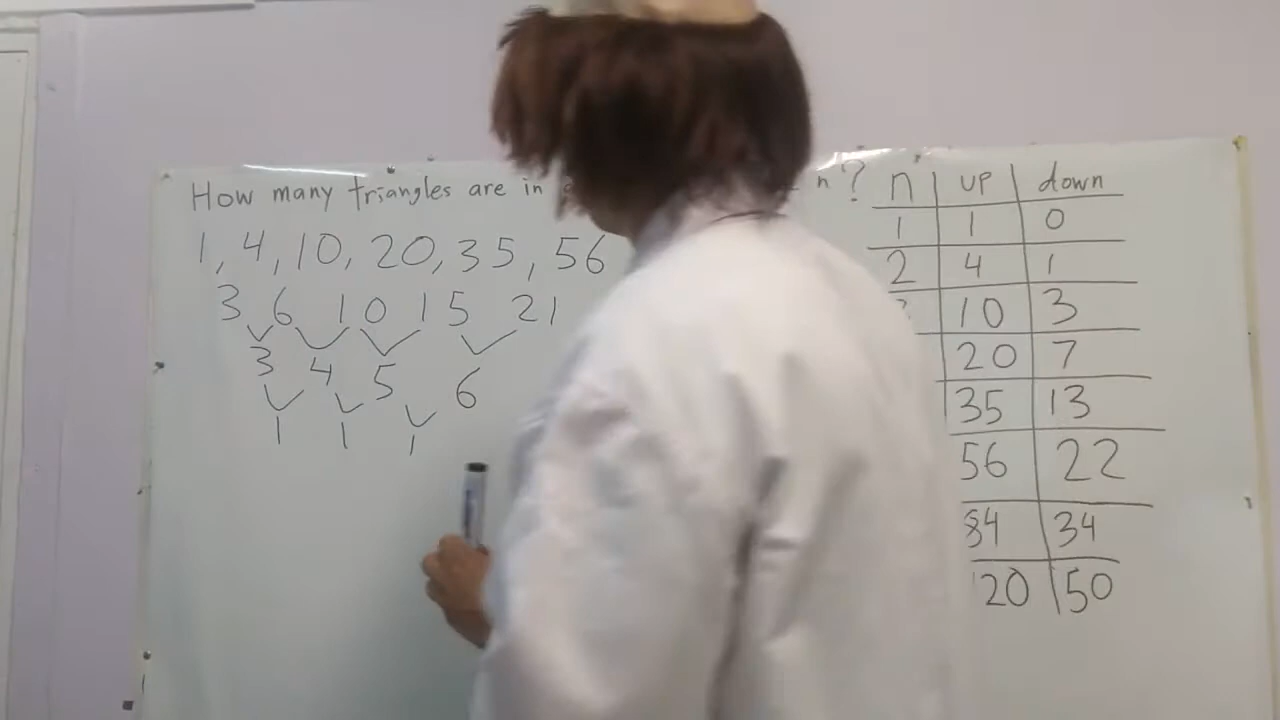 How many triangles are in n?
1, 4, 10, 20, 35, 56
3 6 10 15 21
3 4 5 6
1 1 1
n up down
1 1 0
2 4 1
10 3
20 7
35 13
56 22
84 34
120 50